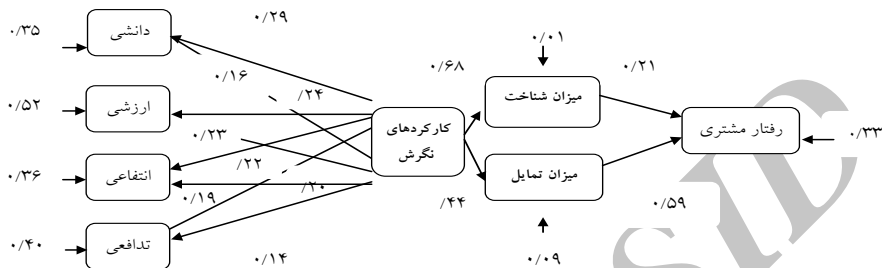 ۰/۳۵
دانشی
۰/۲۹
۰/۰۱
۰/۱۶
۰/۶۸
۰/۲۱
۰/۵۲
ارزشی
/۲۴
میزان شناخت
کارکردهای
نگرش
رفتار مشتری
۰/۳۳
۰/۲۳
۰/۳۶
انتفاعی
/۲۲
میزان تمایل
۰/۱۹
/۲۰
/۴۴
۰/۵۹
۰/۴۰
تدافعی
۰/۱۴
۰/۰۹